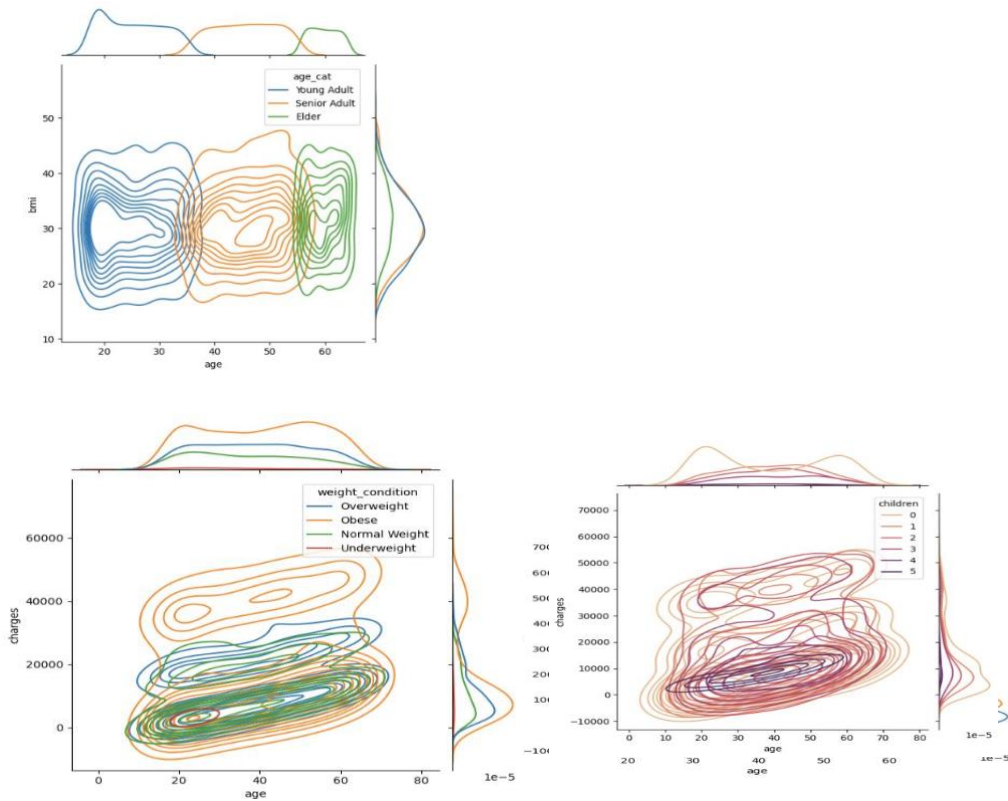 age_cat
Young Adult
Senior Adult
Elder
50
40
30
20
10
bmi
20 30 40 50 60
age
weight_condition
Overweight
Obese
Normal Weight
Underweight
60000
40000
20000
0
charges
0 20 40 60 80
age
1e−5
children
0
1
2
3
4
5
70000
60000
50000
40000
30000
20000
10000
0
−10000
charges
0 10 20 30 40 50 60 70 80
age
1e−5
20 30 40 50 60
age